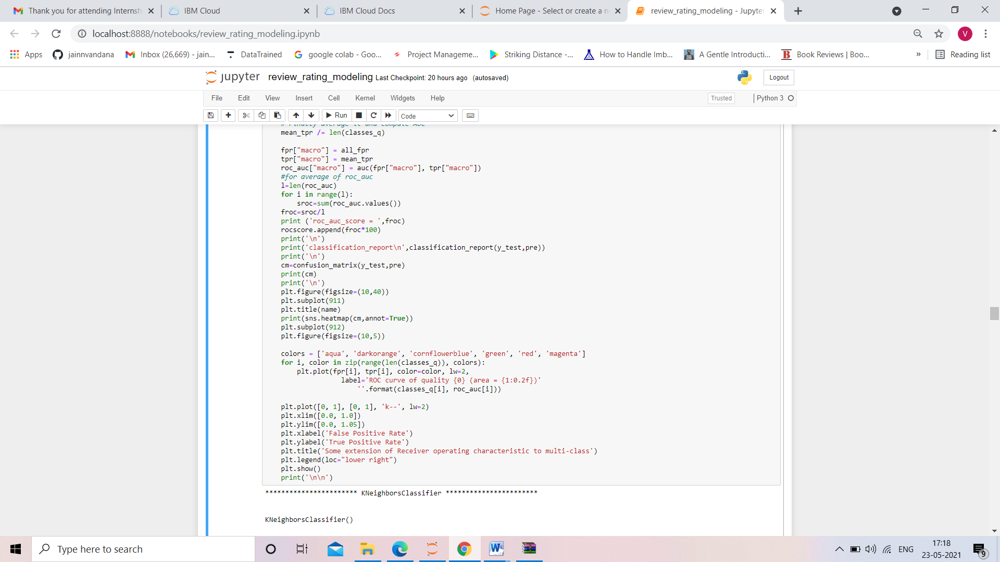 Thank you for attending Internsh
IBM Cloud
IBM Cloud Docs
Home Page - Select or create a n
review_rating_modeling - Jupyter
localhost:8888/notebooks/review_rating_modeling.ipynb
V
Apps
jainnvandana
Inbox (26,669) - jain...
DataTrained
google colab - Goo...
Project Manageme...
Striking Distance -...
How to Handle Imb...
A Gentle Introducti...
Book Reviews | Boo...
»
Reading list
jupyter review_rating_modeling Last Checkpoint: 20 hours ago (autosaved)
Logout
File Edit View Insert Cell Kernel Widgets Help
Trusted
Python 3
Run
Code
# Finally average it and compute AUC
mean_tpr /= len(classes_q)
fpr["macro"] = all_fpr
tpr["macro"] = mean_tpr
roc_auc["macro"] = auc(fpr["macro"], tpr["macro"])
#for average of roc_auc
l=len(roc_auc)
for i in range(l):
    sroc=sum(roc_auc.values())
froc=sroc/l
print ('roc_auc_score = ',froc)
rocscore.append(froc*100)
print('\n')
print('classification_report\n',classification_report(y_test,pre))
print('\n')
cm=confusion_matrix(y_test,pre)
print(cm)
print('\n')
plt.figure(figsize=(10,40))
plt.subplot(911)
plt.title(name)
print(sns.heatmap(cm,annot=True))
plt.subplot(912)
plt.figure(figsize=(10,5))
colors = ['aqua', 'darkorange', 'cornflowerblue', 'green', 'red', 'magenta']
for i, color in zip(range(len(classes_q)), colors):
    plt.plot(fpr[i], tpr[i], color=color, lw=2,
               label='ROC curve of quality {0} (area = {1:0.2f})'
                   ''.format(classes_q[i], roc_auc[i]))
plt.plot([0, 1], [0, 1], 'k--', lw=2)
plt.xlim([0.0, 1.0])
plt.ylim([0.0, 1.05])
plt.xlabel('False Positive Rate')
plt.ylabel('True Positive Rate')
plt.title('Some extension of Receiver operating characteristic to multi-class')
plt.legend(loc="lower right")
plt.show()
print('\n\n')
*********************** KNeighborsClassifier ***********************
KNeighborsClassifier()
Type here to search
ENG
17:18
23-05-2021
9